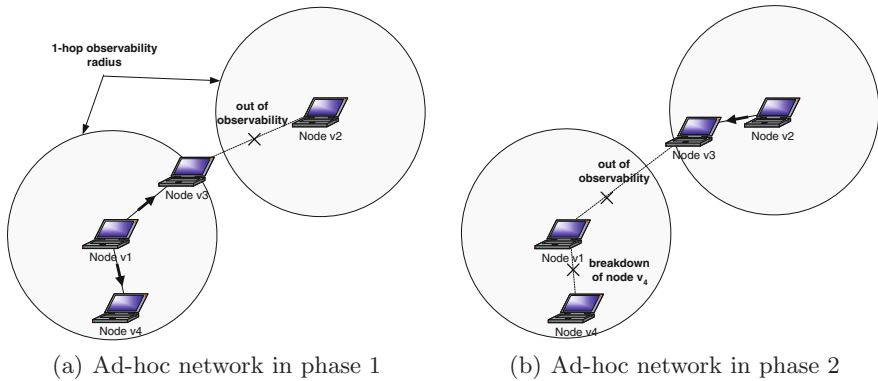 1-hop observability
radius
out of
observability
Node v2
Node v3
Node v1
Node v4
(a) Ad-hoc network in phase 1
Node v2
Node v3
out of
observability
Node v1
breakdown
of node v4
Node v4
(b) Ad-hoc network in phase 2